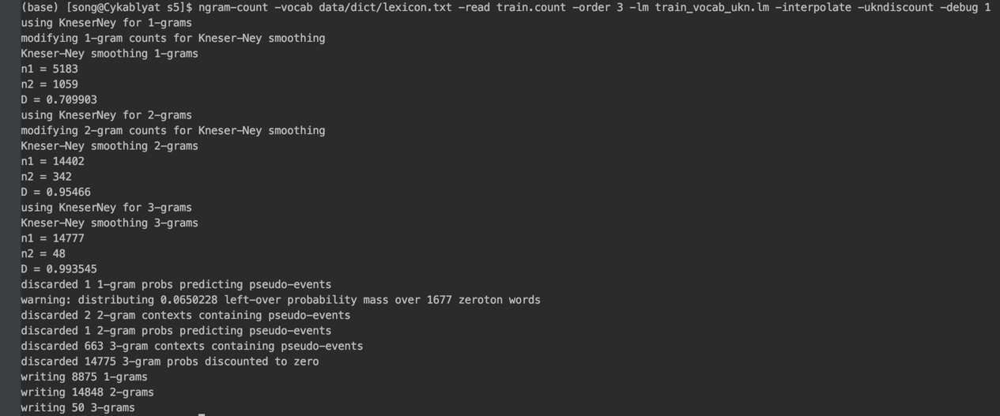 (base) [song@Cykablyat s5]$ ngram-count -vocab data/dict/lexicon.txt -read train.count -order 3 -lm train_vocab_ukn.lm -interpolate -ukndiscount -debug 1
using KneserNey for 1-grams
modifying 1-gram counts for Kneser-Ney smoothing
Kneser-Ney smoothing 1-grams
n1 = 5183
n2 = 1059
D = 0.709903
using KneserNey for 2-grams
modifying 2-gram counts for Kneser-Ney smoothing
Kneser-Ney smoothing 2-grams
n1 = 14402
n2 = 342
D = 0.95466
using KneserNey for 3-grams
Kneser-Ney smoothing 3-grams
n1 = 14777
n2 = 48
D = 0.993545
discarded 1 1-gram probs predicting pseudo-events
warning: distributing 0.0650228 left-over probability mass over 1677 zeroton words
discarded 2 2-gram contexts containing pseudo-events
discarded 1 2-gram probs predicting pseudo-events
discarded 663 3-gram contexts containing pseudo-events
discarded 14775 3-gram probs discounted to zero
writing 8875 1-grams
writing 14848 2-grams
writing 50 3-grams